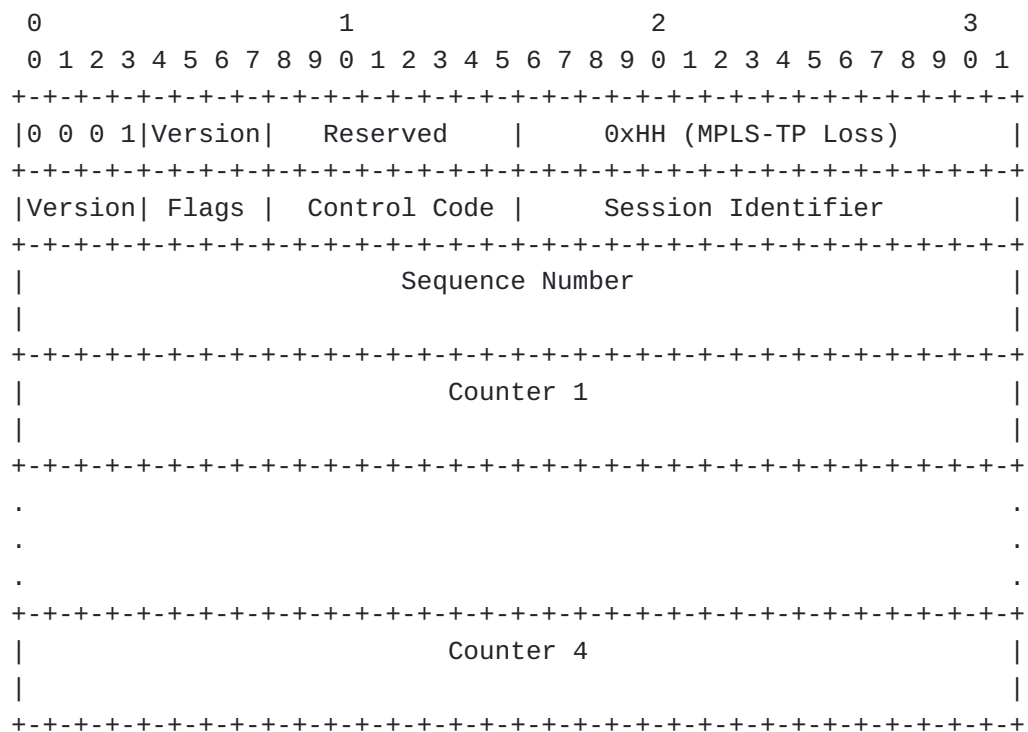 0                   1                   2                   3
 0 1 2 3 4 5 6 7 8 9 0 1 2 3 4 5 6 7 8 9 0 1 2 3 4 5 6 7 8 9 0 1
+-+-+-+-+-+-+-+-+-+-+-+-+-+-+-+-+-+-+-+-+-+-+-+-+-+-+-+-+-+-+-+-+
|0 0 0 1|Version|   Reserved    |     0xHH (MPLS-TP Loss)       |
+-+-+-+-+-+-+-+-+-+-+-+-+-+-+-+-+-+-+-+-+-+-+-+-+-+-+-+-+-+-+-+-+
|Version| Flags |  Control Code |     Session Identifier        |
+-+-+-+-+-+-+-+-+-+-+-+-+-+-+-+-+-+-+-+-+-+-+-+-+-+-+-+-+-+-+-+-+
|                        Sequence Number                        |
|                                                               |
+-+-+-+-+-+-+-+-+-+-+-+-+-+-+-+-+-+-+-+-+-+-+-+-+-+-+-+-+-+-+-+-+
|                           Counter 1                           |
|                                                               |
+-+-+-+-+-+-+-+-+-+-+-+-+-+-+-+-+-+-+-+-+-+-+-+-+-+-+-+-+-+-+-+-+
.                                                               .
.                                                               .
.                                                               .
+-+-+-+-+-+-+-+-+-+-+-+-+-+-+-+-+-+-+-+-+-+-+-+-+-+-+-+-+-+-+-+-+
|                           Counter 4                           |
|                                                               |
+-+-+-+-+-+-+-+-+-+-+-+-+-+-+-+-+-+-+-+-+-+-+-+-+-+-+-+-+-+-+-+-+